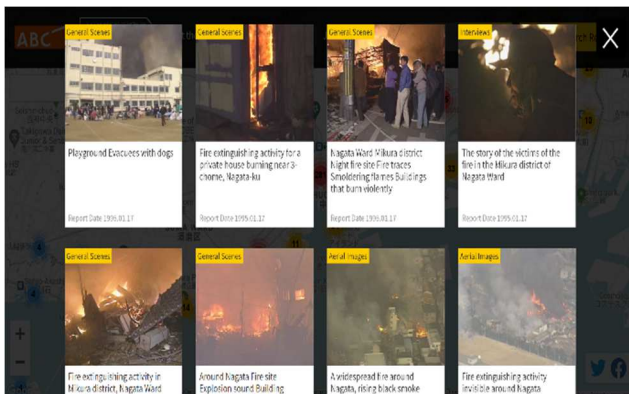 ABC
General Scenes
Playground Evacuees with dogs
Report Date 1995.01.17
General Scenes
Fire extinguishing activity for a
private house burning near 3-
chome, Nagata-ku
Report Date 1995.01.17
General Scenes
Nagata Ward Mikura district
Night fire site Fire traces
Smoldering flames Buildings
that burn violently
Report Date 1995.01.17
Interviews
The story of the victims of the
fire in the Mikura district of
Nagata Ward
Report Date 1995.01.17
X
General Scenes
Fire extinguishing activity in
Mikura district, Nagata Ward
General Scenes
Around Nagata Fire site
Explosion sound Building
Aerial Images
A widespread fire around
Nagata, rising black smoke
Aerial Images
Fire extinguishing activity
invisible around Nagata
+
−